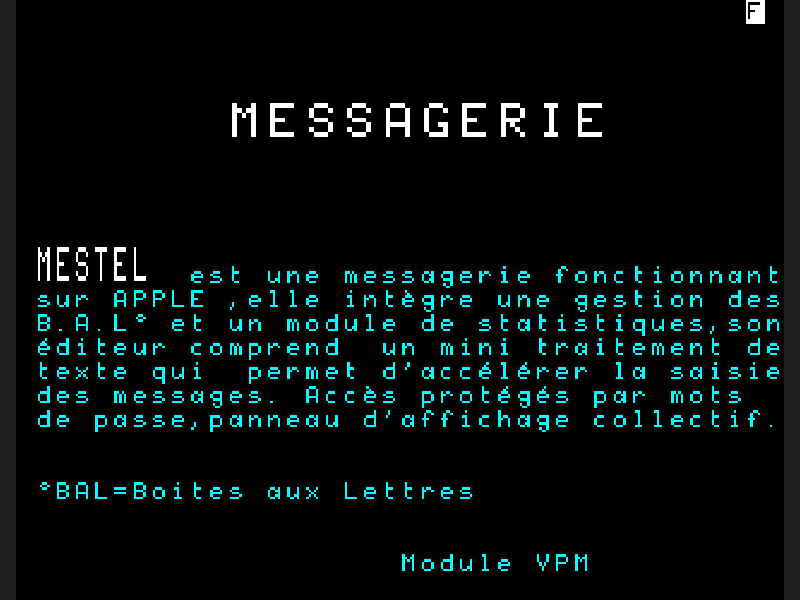 F
MESSAGERIE
MESTEL est une messagerie fonctionnant
sur APPLE ,elle intègre une gestion des
B.A.L° et un module de statistiques,son
éditeur comprend un mini traitement de
texte qui permet d'accélérer la saisie
des messages. Accès protégés par mots
de passe,panneau d'affichage collectif.
°BAL=Boites aux Lettres
Module VPM